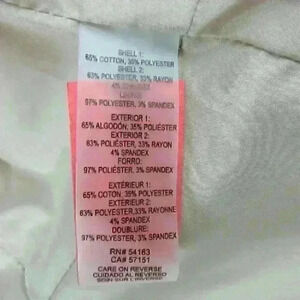 SHELL 1:
65% COTTON, 35% POLYESTER
SHELL 2:
63% POLYESTER, 33% RAYON
4% SPANDEX
LINING:
97% POLYESTER, 3% SPANDEX
EXTERIOR 1:
65% ALGODÓN, 35% POLIÉSTER
EXTERIOR 2:
63% POLIÉSTER, 33% RAYON
4% SPANDEX
FORRO:
97% POLIÉSTER, 3% SPANDEX
EXTÉRIEUR 1:
65% COTON, 35% POLYESTER
EXTÉRIEUR 2:
63% POLYESTER, 33% RAYONNE
4% SPANDEX
DOUBLURE:
97% POLYESTER, 3% SPANDEX
RN# 54163
CA# 57151
CARE ON REVERSE
CUIDADO AL REVERSO
SOIN SUR L'ENVERS